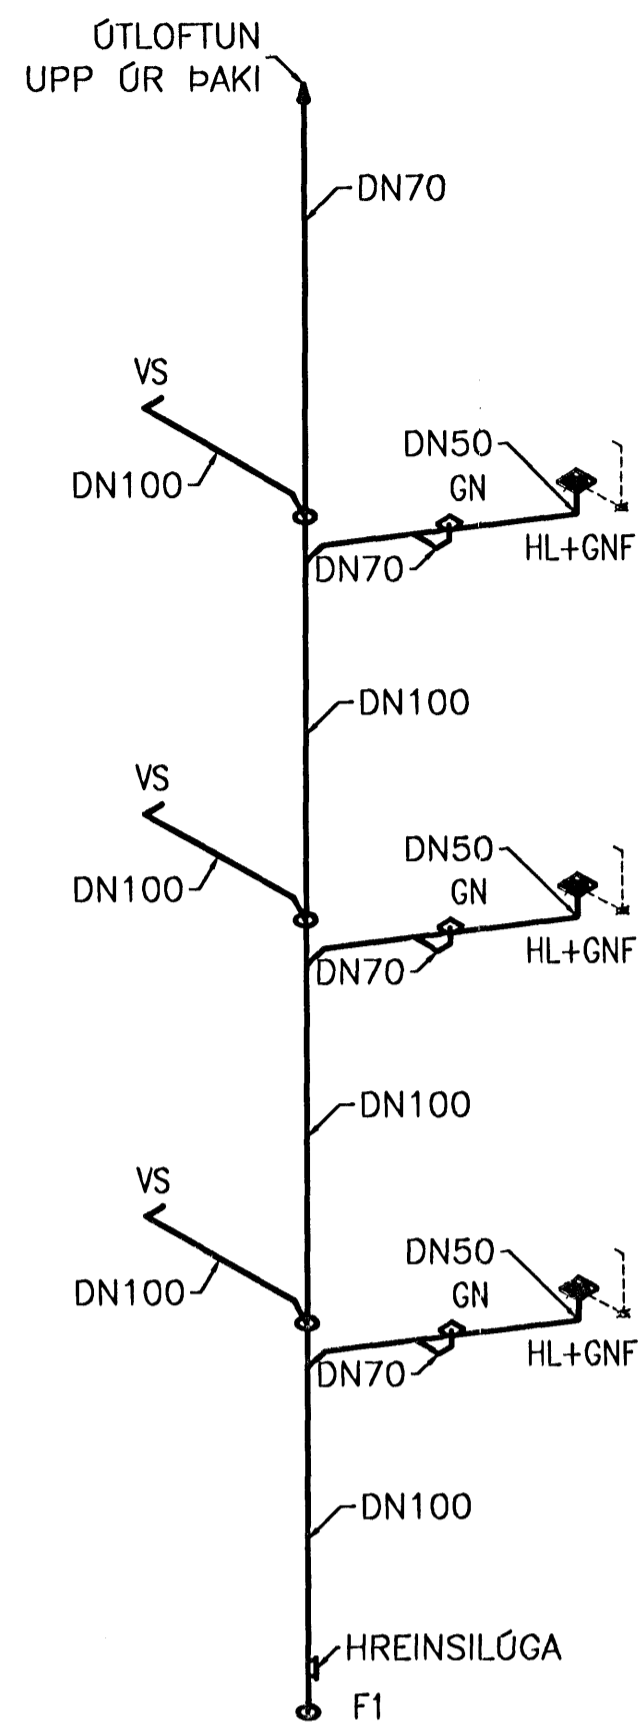 ÚTLOFTUN
UPP ÚR ÞAKI
DN70
VS
DN100
DN50
GN
DN70
HL+GNF
DN100
VS
DN100
DN50
GN
DN70
HL+GNF
DN100
VS
DN100
DN50
GN
DN70
HL+GNF
DN100
HREINSILÚGA
F1